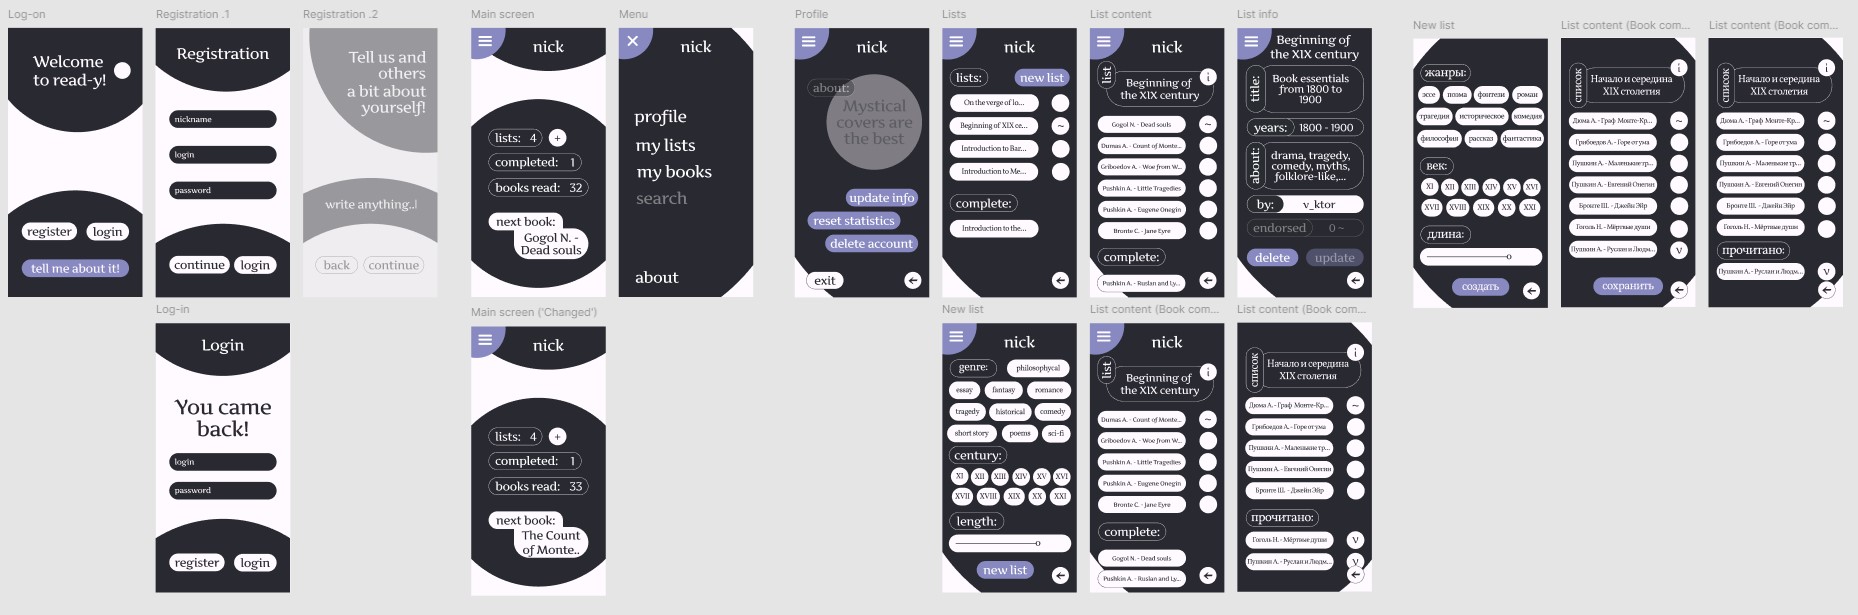 Log-on
Welcome
to read-y!
register
login
tell me about it!
Registration .1
Registration
nickname
login
password
continue
login
Registration .2
Tell us and
others
a bit about
yourself!
write anything..!
back
continue
Main screen
nick
lists: 4 +
completed: 1
books read: 32
next book:
Gogol N. -
Dead souls
Menu
nick
profile
my lists
my books
search
about
Profile
nick
about:
Mystical
covers are
the best
update info
reset statistics
delete account
exit
Lists
nick
lists:
new list
On the verge of lo...
Beginning of XIX ce... ~
Introduction to Bar...
Introduction to Me...
complete:
Introduction to the...
List content
nick
list
Beginning of
the XIX century
i
Gogol N. - Dead souls ~
Dumas A. - Count of Monte...
Griboedov A. - Woe from W...
Pushkin A. - Little Tragedies
Pushkin A. - Eugene Onegin
Bronte C. - Jane Eyre
complete:
Pushkin A. - Ruslan and Ly...
List info
Beginning of
the XIX century
title:
Book essentials
from 1800 to
1900
years: 1800 - 1900
about:
drama, tragedy,
comedy, myths,
folklore-like,...
by: v_ktor
endorsed 0 ~
delete
update
New list
жанры:
эссе поэма фэнтези роман
трагедия историческое комедия
философия рассказ фантастика
век:
XI XII XIII XIV XV XVI
XVII XVIII XIX XX XXI
длина:
создать
List content (Book com...
список
Начало и середина
XIX столетия
i
Дюма А. - Граф Монте-Кр... ~
Грибоедов А. - Горе от ума
Пушкин А. - Маленькие тр...
Пушкин А. - Евгений Онегин
Бронте Ш. - Джейн Эйр
Гоголь Н. - Мёртвые души
Пушкин А. - Руслан и Людм... v
сохранить
List content (Book com...
список
Начало и середина
XIX столетия
i
Дюма А. - Граф Монте-Кр... ~
Грибоедов А. - Горе от ума
Пушкин А. - Маленькие тр...
Пушкин А. - Евгений Онегин
Бронте Ш. - Джейн Эйр
Гоголь Н. - Мёртвые души
прочитано:
Пушкин А. - Руслан и Людм... v
Log-in
Login
You came
back!
login
password
register
login
Main screen ('Changed')
nick
lists: 4 +
completed: 1
books read: 33
next book:
The Count
of Monte..
New list
nick
genre: philosophycal
essay fantasy romance
tragedy historical comedy
short story poems sci-fi
century:
XI XII XIII XIV XV XVI
XVII XVIII XIX XX XXI
length:
new list
List content (Book com...
nick
list
Beginning of
the XIX century
i
Dumas A. - Count of Monte... ~
Griboedov A. - Woe from W...
Pushkin A. - Little Tragedies
Pushkin A. - Eugene Onegin
Bronte C. - Jane Eyre
complete:
Gogol N. - Dead souls
Pushkin A. - Ruslan and Ly...
List content (Book com...
список
Начало и середина
XIX столетия
i
Дюма А. - Граф Монте-Кр... ~
Грибоедов А. - Горе от ума
Пушкин А. - Маленькие тр...
Пушкин А. - Евгений Онегин
Бронте Ш. - Джейн Эйр
прочитано:
Гоголь Н. - Мёртвые души v
Пушкин А. - Руслан и Людм... v